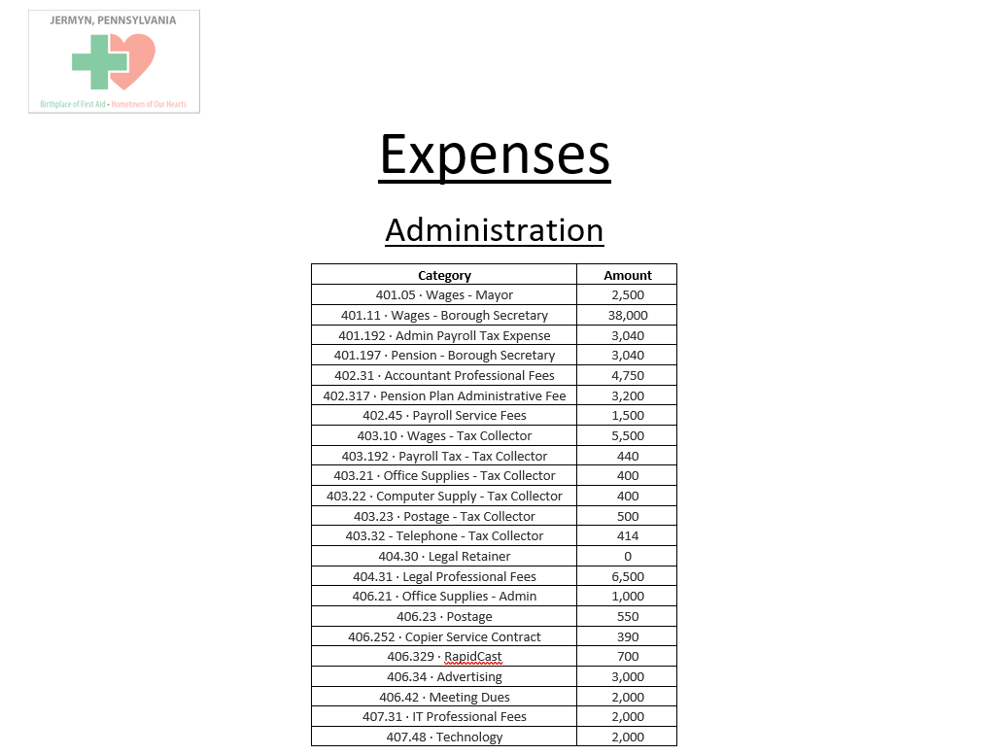 JERMYN, PENNSYLVANIA
Birthplace of First Aid • Hometown of Our Hearts
Expenses
Administration
Category Amount
401.05 · Wages - Mayor 2,500
401.11 · Wages - Borough Secretary 38,000
401.192 · Admin Payroll Tax Expense 3,040
401.197 · Pension - Borough Secretary 3,040
402.31 · Accountant Professional Fees 4,750
402.317 · Pension Plan Administrative Fee 3,200
402.45 · Payroll Service Fees 1,500
403.10 · Wages - Tax Collector 5,500
403.192 · Payroll Tax - Tax Collector 440
403.21 · Office Supplies - Tax Collector 400
403.22 · Computer Supply - Tax Collector 400
403.23 · Postage - Tax Collector 500
403.32 - Telephone - Tax Collector 414
404.30 · Legal Retainer 0
404.31 · Legal Professional Fees 6,500
406.21 · Office Supplies - Admin 1,000
406.23 · Postage 550
406.252 · Copier Service Contract 390
406.329 · RapidCast 700
406.34 · Advertising 3,000
406.42 · Meeting Dues 2,000
407.31 · IT Professional Fees 2,000
407.48 · Technology 2,000